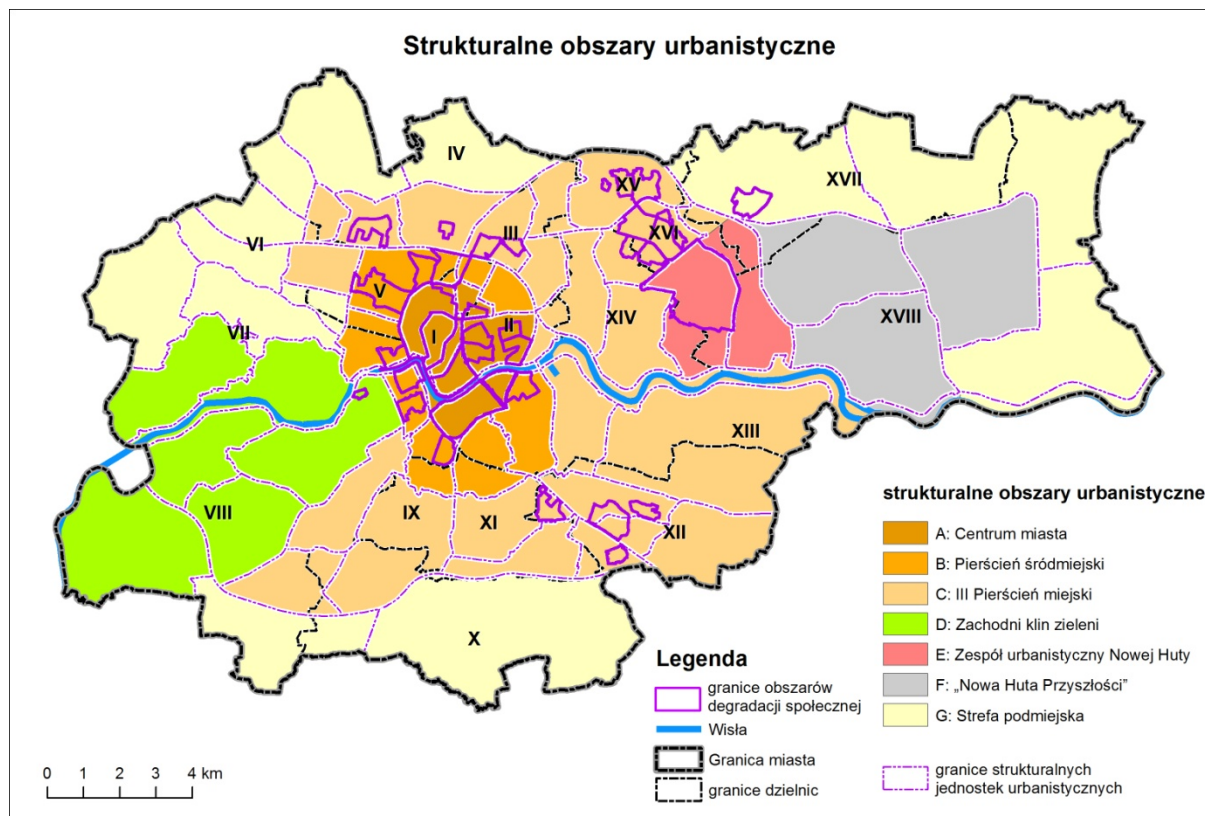 Strukturalne obszary urbanistyczne
IV
XV
XVII
III
XVI
VI
V
II
I
XIV
XVIII
VII
XIII
VIII
IX
XI
XII
X
strukturalne obszary urbanistyczne
A: Centrum miasta
B: Pierścień śródmiejski
C: III Pierścień miejski
D: Zachodni klin zieleni
E: Zespół urbanistyczny Nowej Huty
F: „Nowa Huta Przyszłości”
G: Strefa podmiejska
granice strukturalnych
jednostek urbanistycznych
Legenda
granice obszarów
degradacji społecznej
Wisła
Granica miasta
granice dzielnic
0 1 2 3 4 km